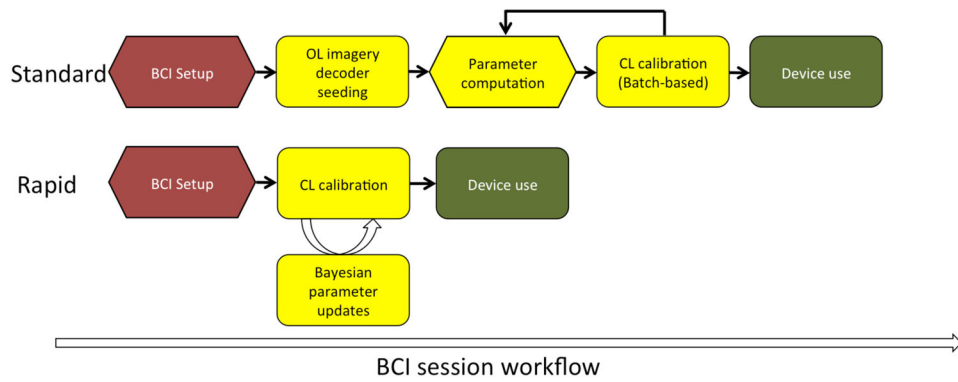 Standard
BCI Setup
OL imagery
decoder
seeding
Parameter
computation
CL calibration
(Batch-based)
Device use
Rapid
BCI Setup
CL calibration
Device use
Bayesian
parameter
updates
BCI session workflow